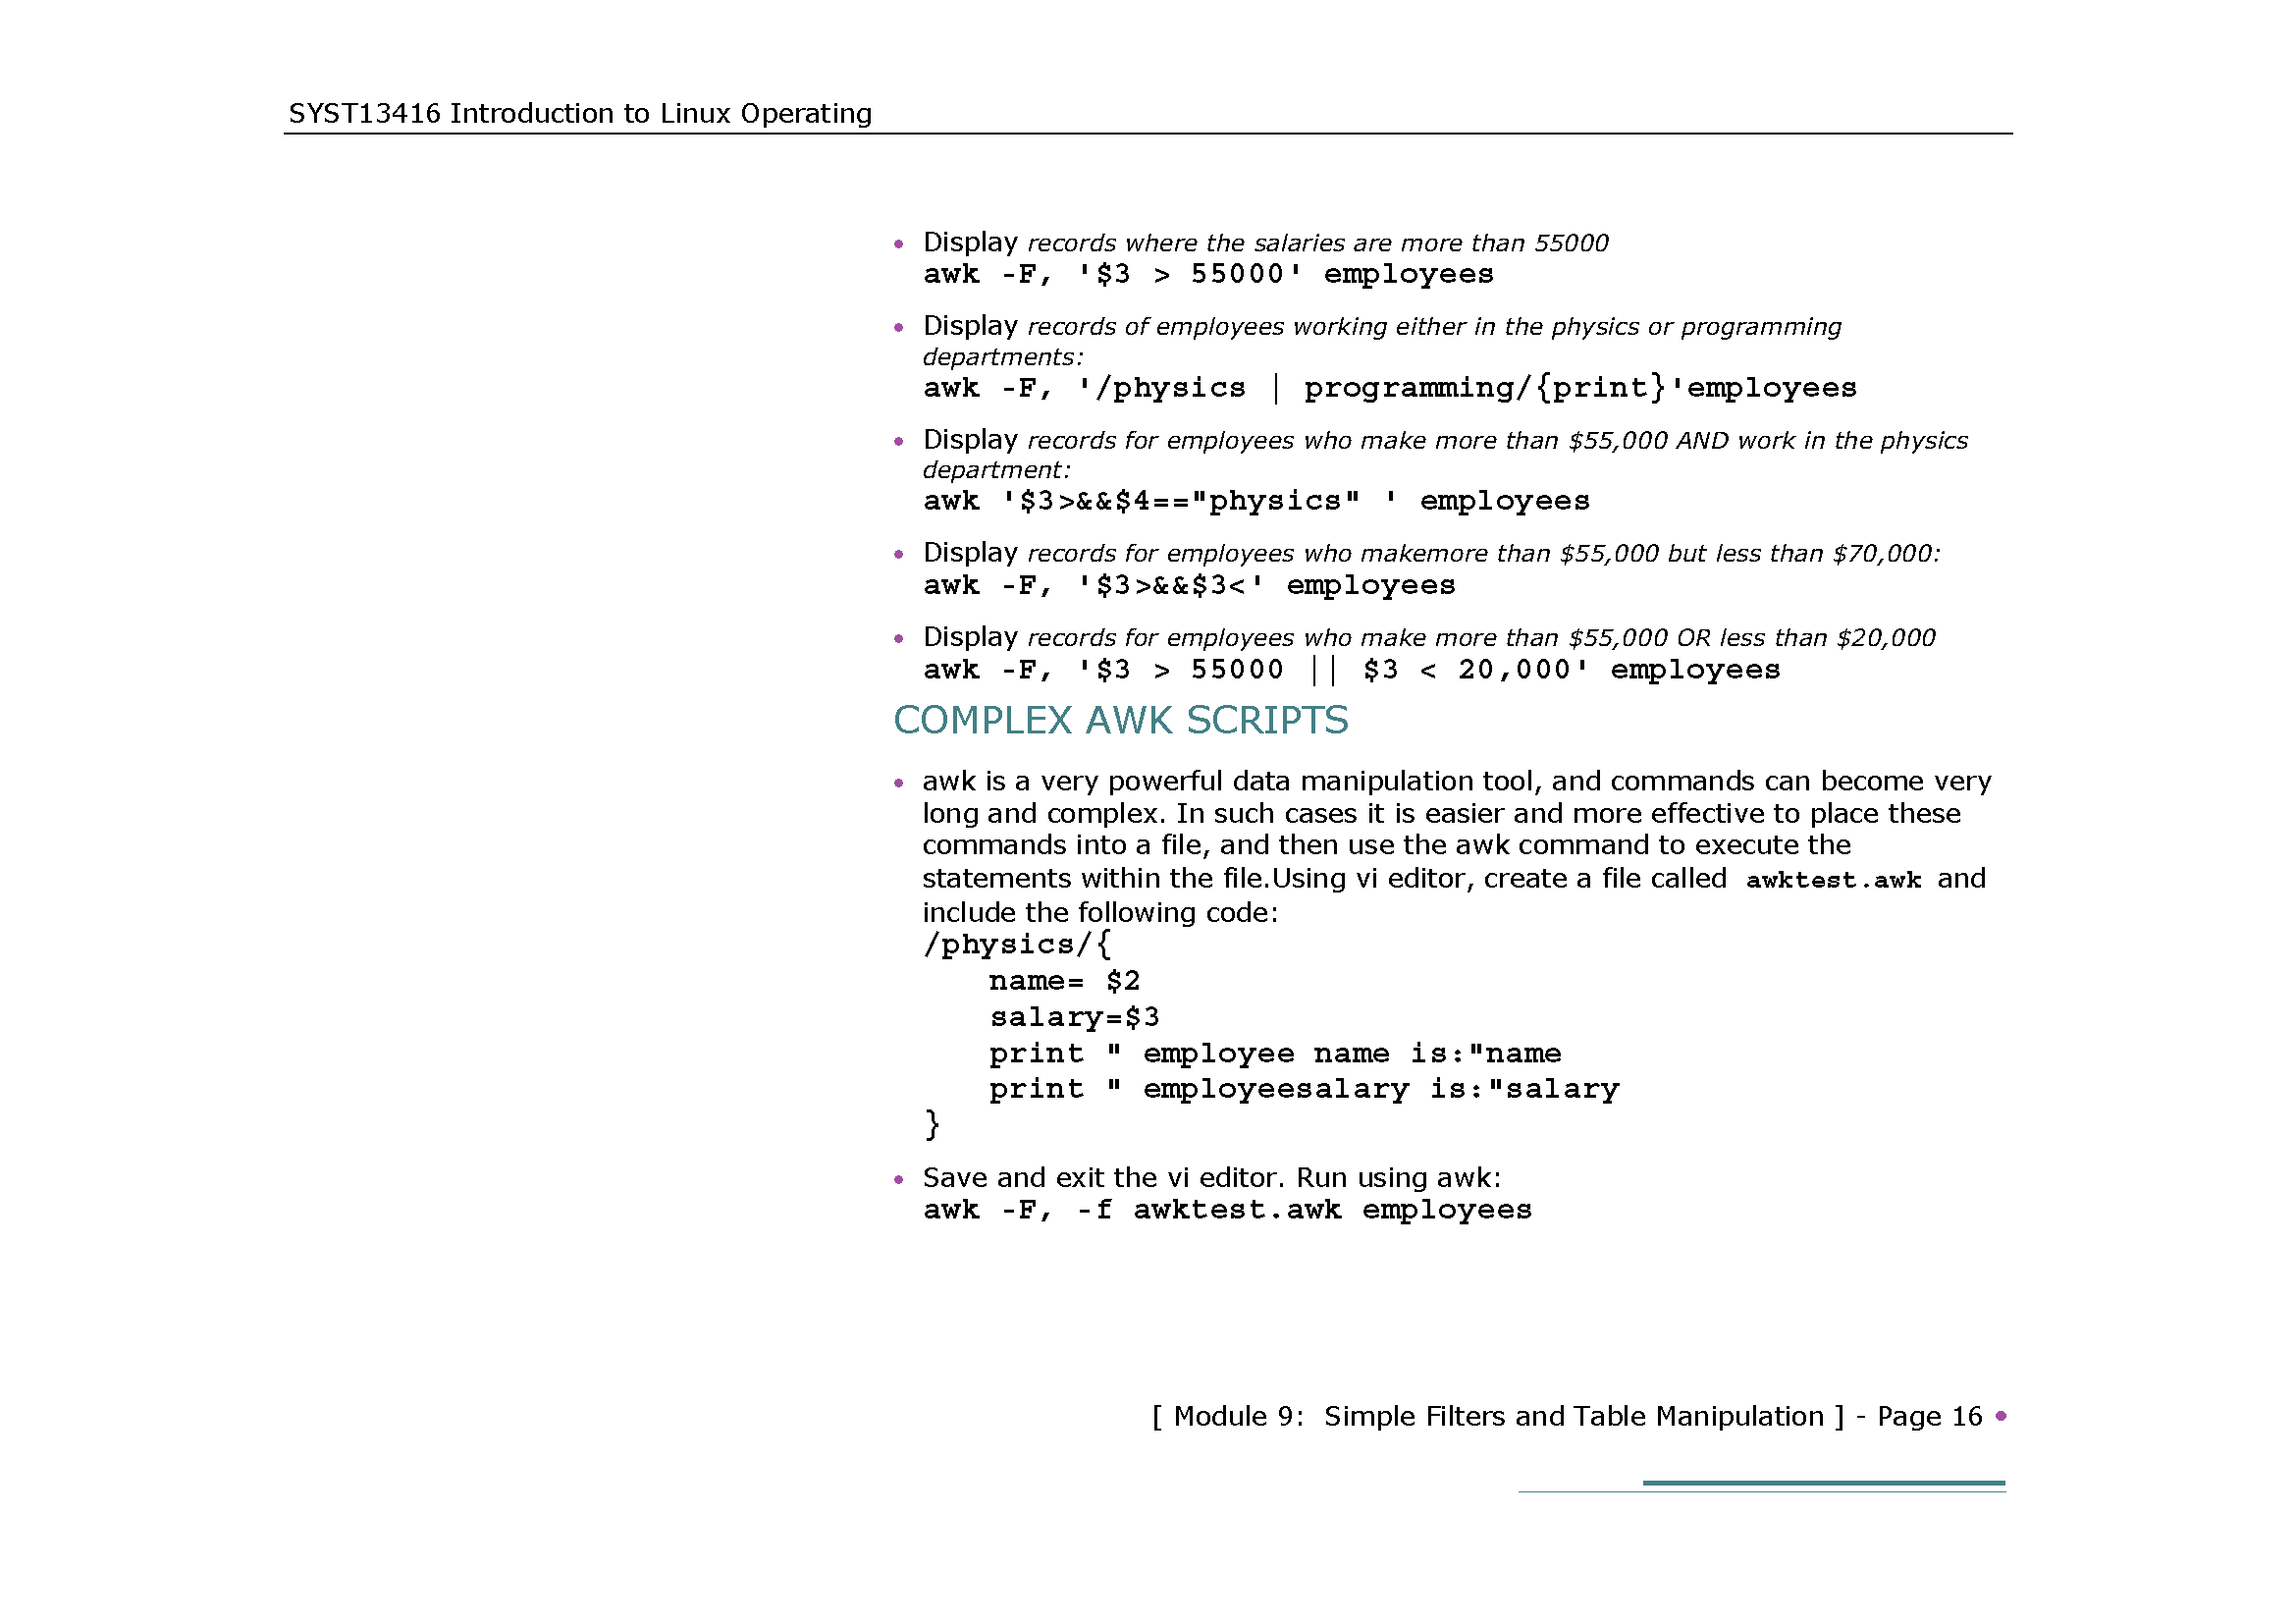 SYST13416 Introduction to Linux Operating
• Display records where the salaries are more than 55000
awk -F, '$3 > 55000' employees
• Display records of employees working either in the physics or programming
departments:
awk -F, '/physics | programming/{print}'employees
• Display records for employees who make more than $55,000 AND work in the physics
department:
awk '$3>&&$4=="physics" ' employees
• Display records for employees who makemore than $55,000 but less than $70,000:
awk -F, '$3>&&$3<' employees
• Display records for employees who make more than $55,000 OR less than $20,000
awk -F, '$3 > 55000 || $3 < 20,000' employees
COMPLEX AWK SCRIPTS
• awk is a very powerful data manipulation tool, and commands can become very
long and complex. In such cases it is easier and more effective to place these
commands into a file, and then use the awk command to execute the
statements within the file.Using vi editor, create a file called awktest.awk and
include the following code:
/physics/{
name= $2
salary=$3
print " employee name is:"name
print " employeesalary is:"salary
}
• Save and exit the vi editor. Run using awk:
awk -F, -f awktest.awk employees
[ Module 9: Simple Filters and Table Manipulation ] - Page 16 •